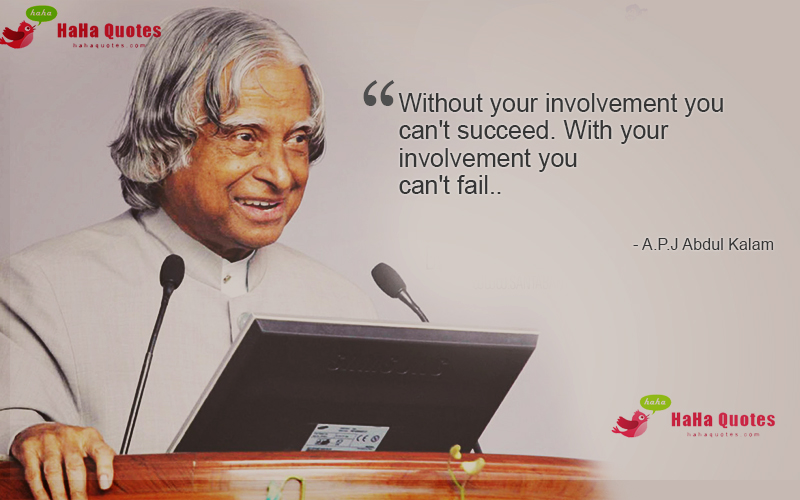 haha
HaHa Quotes
hahaquotes.com
“Without your involvement you
can't succeed. With your
involvement you
can't fail..
- A.P.J Abdul Kalam
SAMSUNG
haha
HaHa Quotes
hahaquotes.com